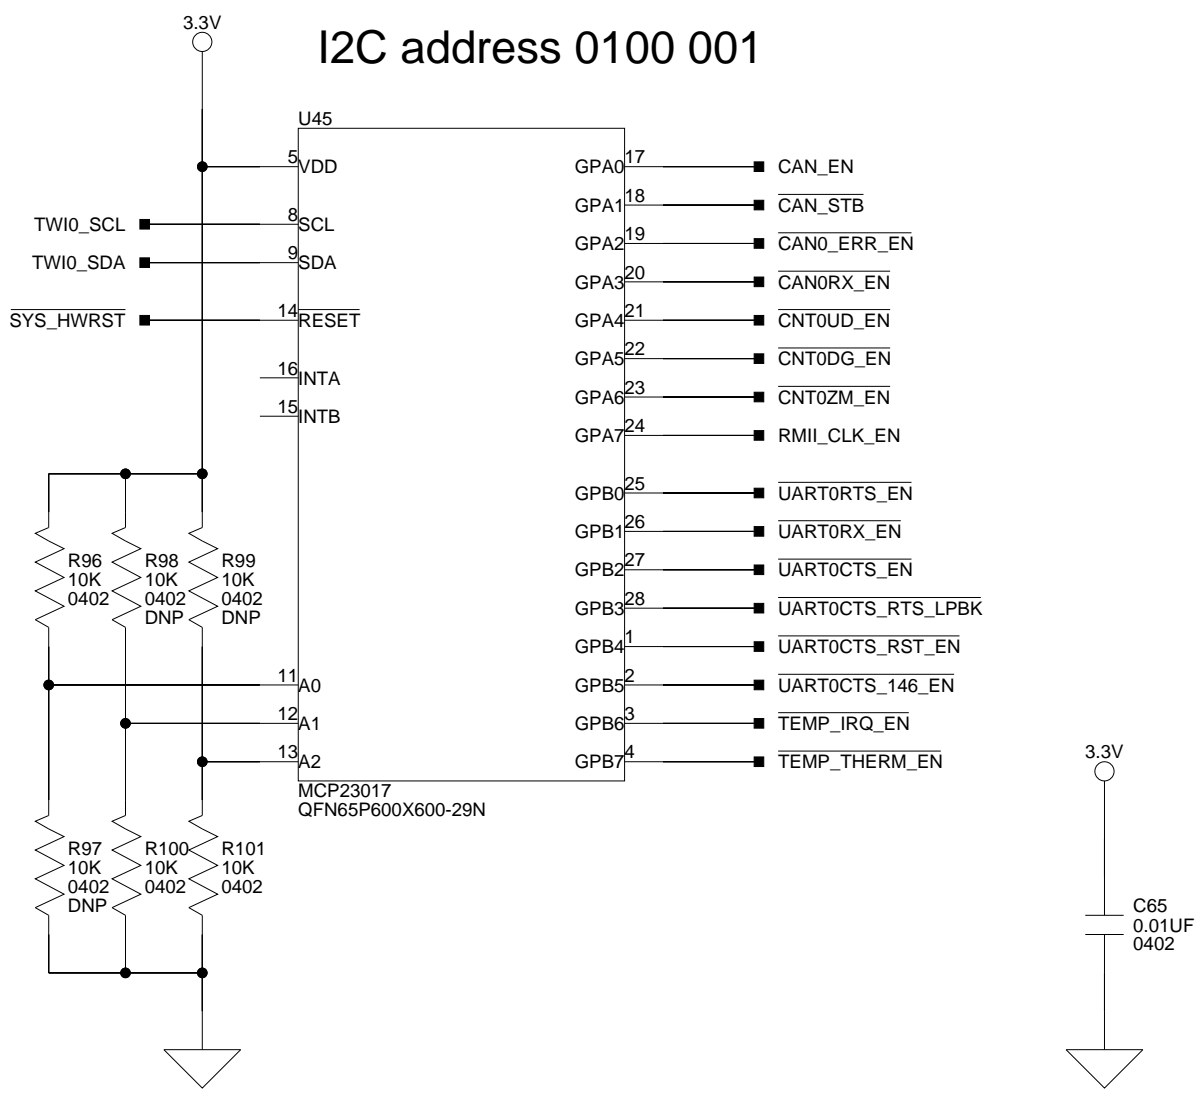 3.3V
I2C address 0100 001
U45
5 VDD
TWI0_SCL 8 SCL
TWI0_SDA 9 SDA
SYS_HWRST 14 RESET
16 INTA
15 INTB
11 A0
12 A1
13 A2
GPA0 17 CAN_EN
GPA1 18 CAN_STB
GPA2 19 CAN0_ERR_EN
GPA3 20 CAN0RX_EN
GPA4 21 CNT0UD_EN
GPA5 22 CNT0DG_EN
GPA6 23 CNT0ZM_EN
GPA7 24 RMII_CLK_EN
GPB0 25 UART0RTS_EN
GPB1 26 UART0RX_EN
GPB2 27 UART0CTS_EN
GPB3 28 UART0CTS_RTS_LPBK
GPB4 1 UART0CTS_RST_EN
GPB5 2 UART0CTS_146_EN
GPB6 3 TEMP_IRQ_EN
GPB7 4 TEMP_THERM_EN
MCP23017
QFN65P600X600-29N
R96
10K
0402
R98
10K
0402
DNP
R99
10K
0402
DNP
R97
10K
0402
DNP
R100
10K
0402
R101
10K
0402
3.3V
C65
0.01UF
0402